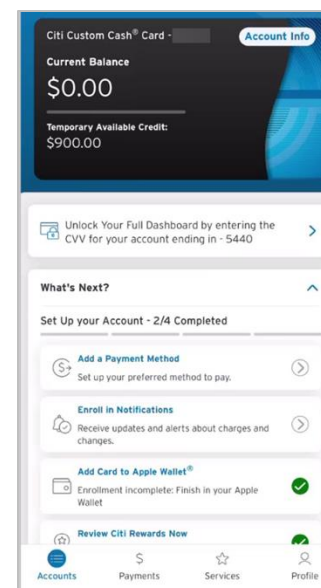 Citi Custom Cash® Card -
Account Info
Current Balance
$0.00
Temporary Available Credit:
$900.00
Unlock Your Full Dashboard by entering the
CVV for your account ending in - 5440
What's Next?
Set Up your Account - 2/4 Completed
Add a Payment Method
Set up your preferred method to pay.
Enroll in Notifications
Receive updates and alerts about charges and
changes.
Add Card to Apple Wallet®
Enrollment incomplete: Finish in your Apple
Wallet
Review Citi Rewards Now
Accounts
Payments
Services
Profile